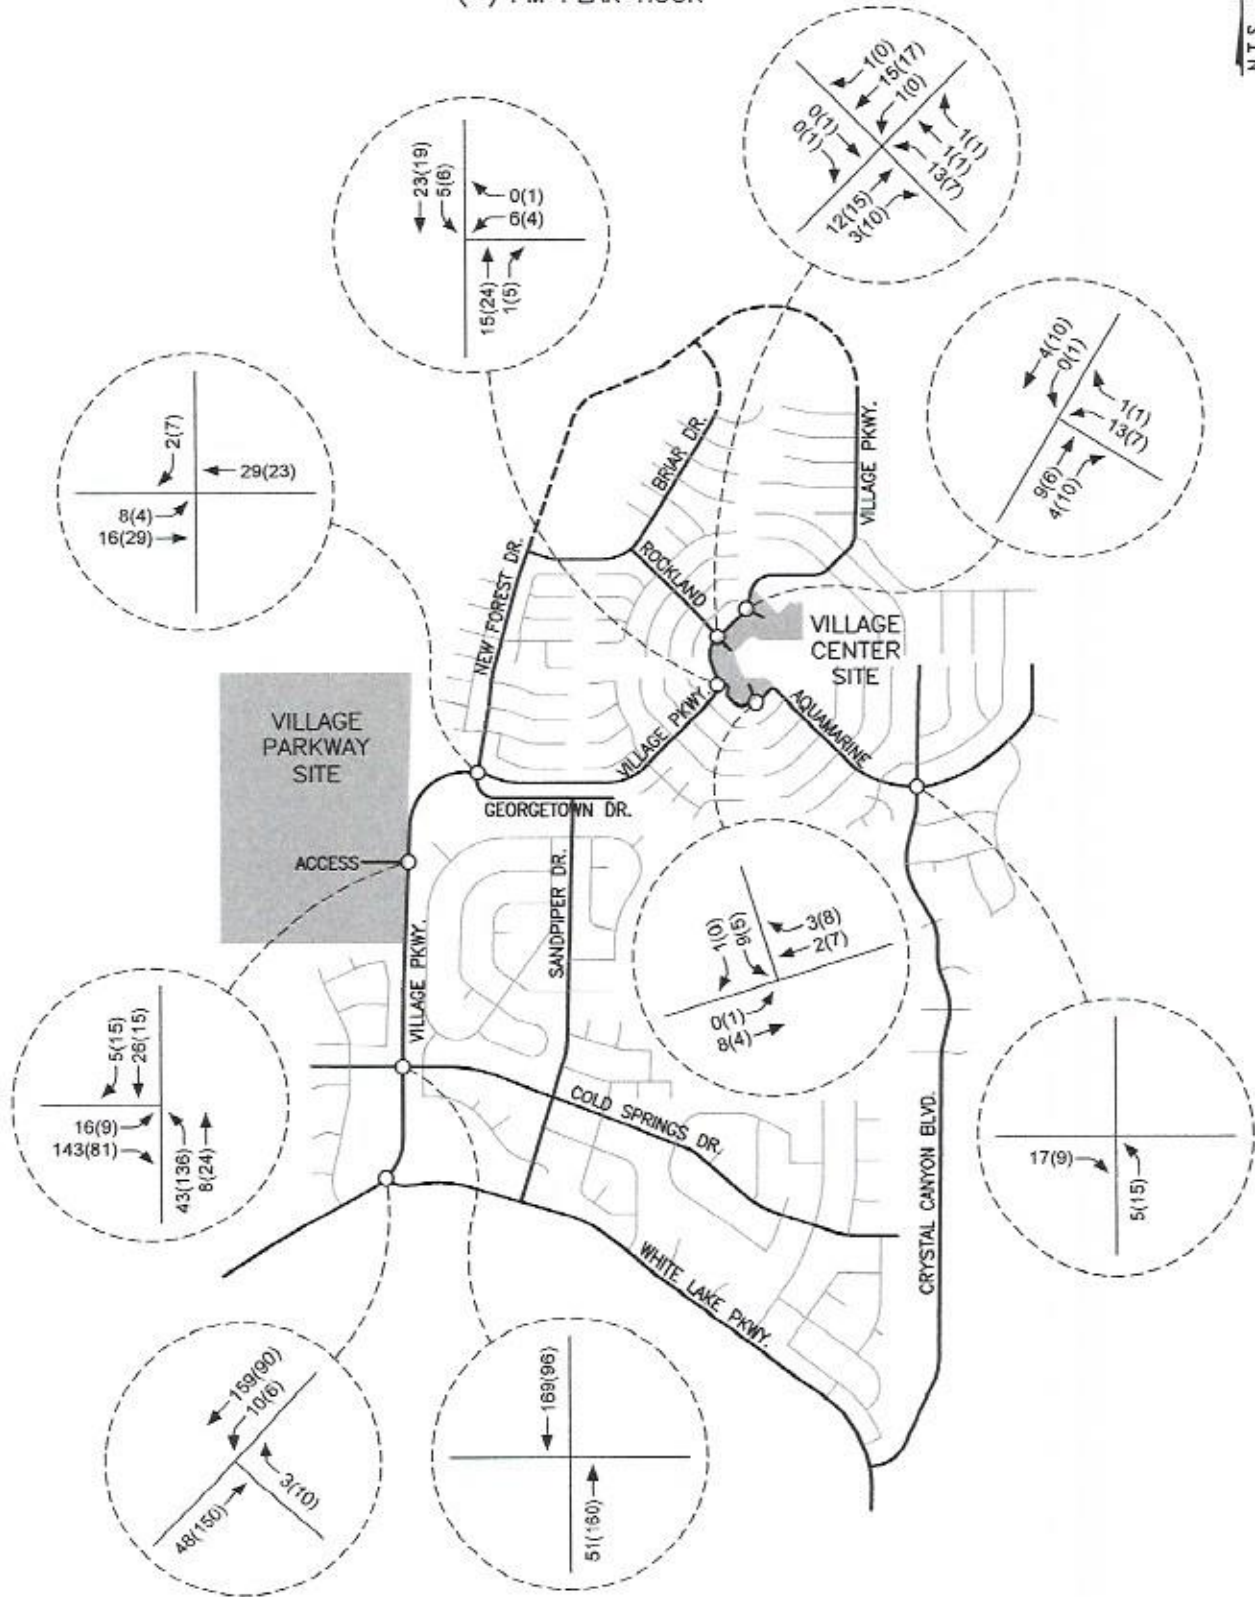 (-) PM PEAK HOUR
N.T.S.
1(0)
15(17)
1(0)
0(1)
0(1)
1(1)
1(1)
13(7)
12(15)
3(10)
23(19)
5(6)
0(1)
6(4)
15(24)
1(5)
4(10)
0(1)
1(1)
13(7)
9(6)
4(10)
2(7)
29(23)
8(4)
16(29)
BRIAR DR.
VILLAGE PKWY.
NEW FOREST DR.
ROCKLAND
VILLAGE
CENTER
SITE
VILLAGE
PARKWAY
SITE
VILLAGE PKWY.
AQUAMARINE
GEORGETOWN DR.
ACCESS
SANDPIPER DR.
VILLAGE PKWY.
1(0)
9(5)
3(8)
2(7)
0(1)
8(4)
5(15)
26(15)
16(9)
143(81)
43(136)
8(24)
COLD SPRINGS DR.
CRYSTAL CANYON BLVD.
17(9)
5(15)
WHITE LAKE PKWY.
159(90)
10(6)
3(10)
48(150)
169(96)
51(160)